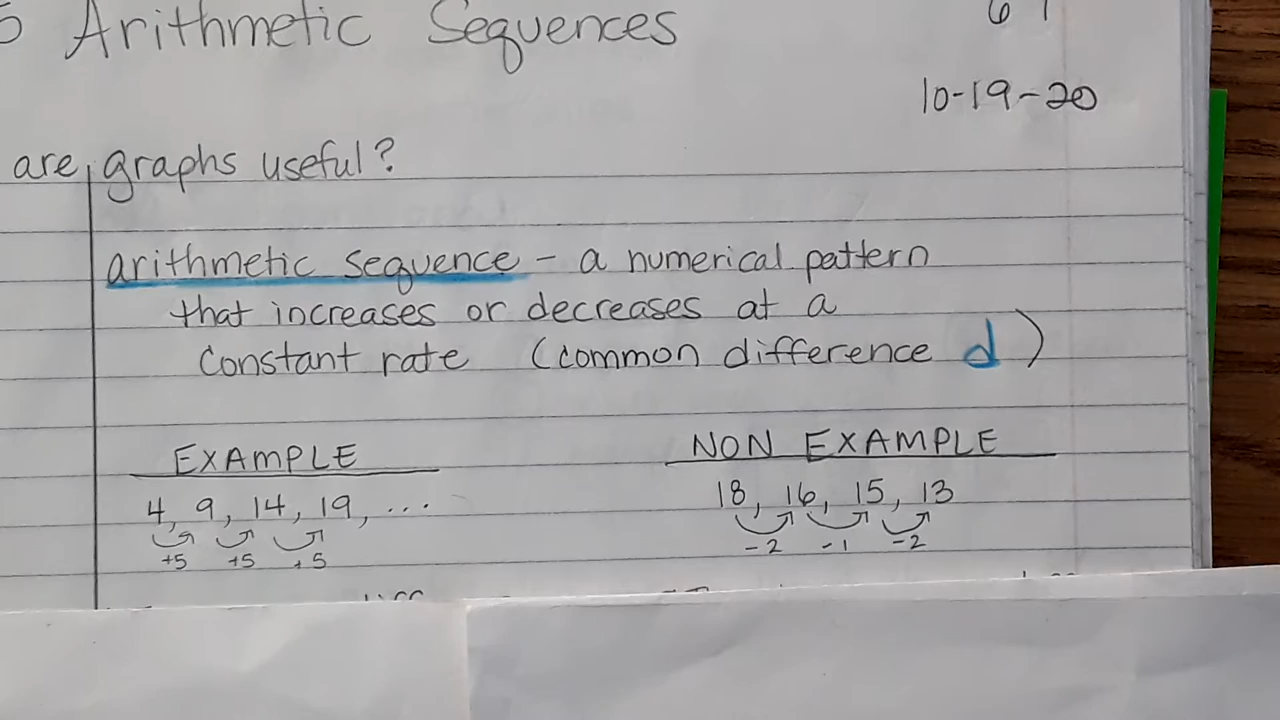 Arithmetic Sequences
10-19-20
are graphs useful?
arithmetic sequence - a numerical pattern
that increases or decreases at a
constant rate (common difference d)
EXAMPLE
NON EXAMPLE
4, 9, 14, 19, ...
18, 16, 15, 13
+5 +5 +5
-2 -1 -2